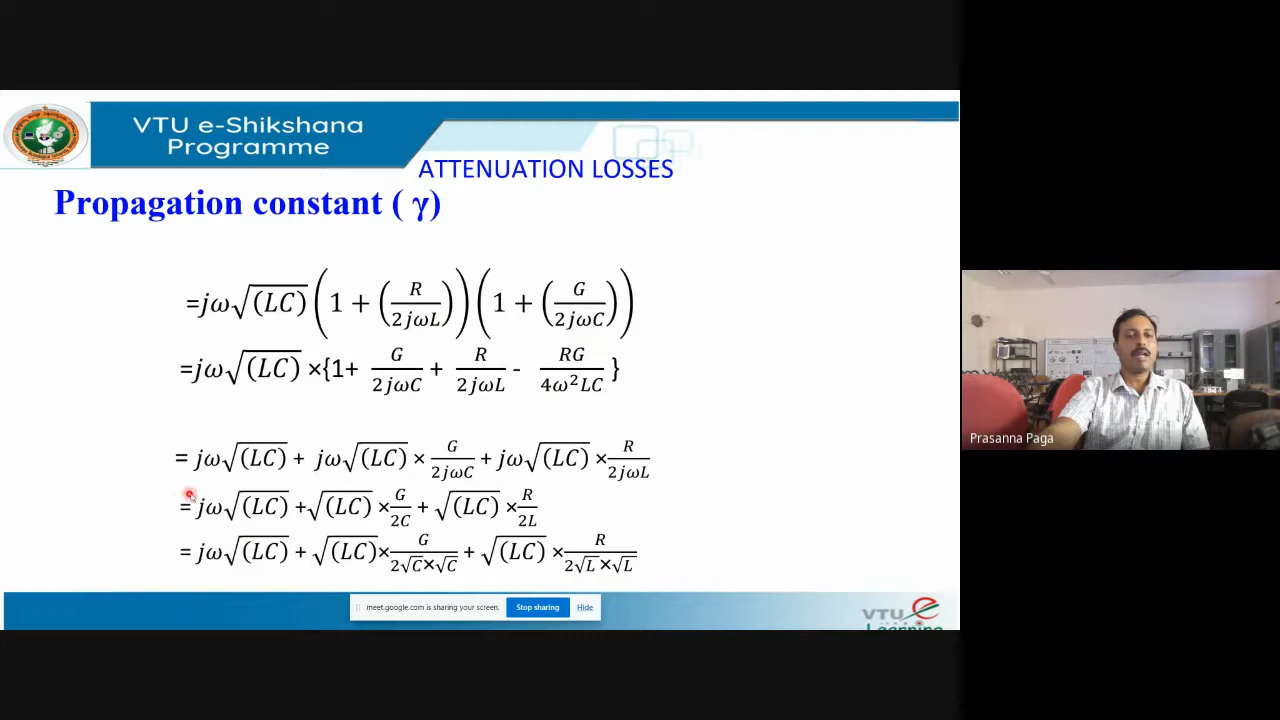 VTU e-Shikshana
Programme
ATTENUATION LOSSES
Propagation constant ( γ)
=jω√(LC) (1 + (R/2jωL)) (1 + (G/2jωC))
=jω√(LC) ×{1+ G/2jωC + R/2jωL - RG/4ω²LC }
= jω√(LC) + jω√(LC) × G/2jωC + jω√(LC) × R/2jωL
= jω√(LC) +√(LC) × G/2C + √(LC) × R/2L
= jω√(LC) + √(LC)× G/2√C×√C + √(LC) × R/2√L×√L
meet.google.com is sharing your screen. Stop sharing Hide
VTU e
Learning
Prasanna Paga